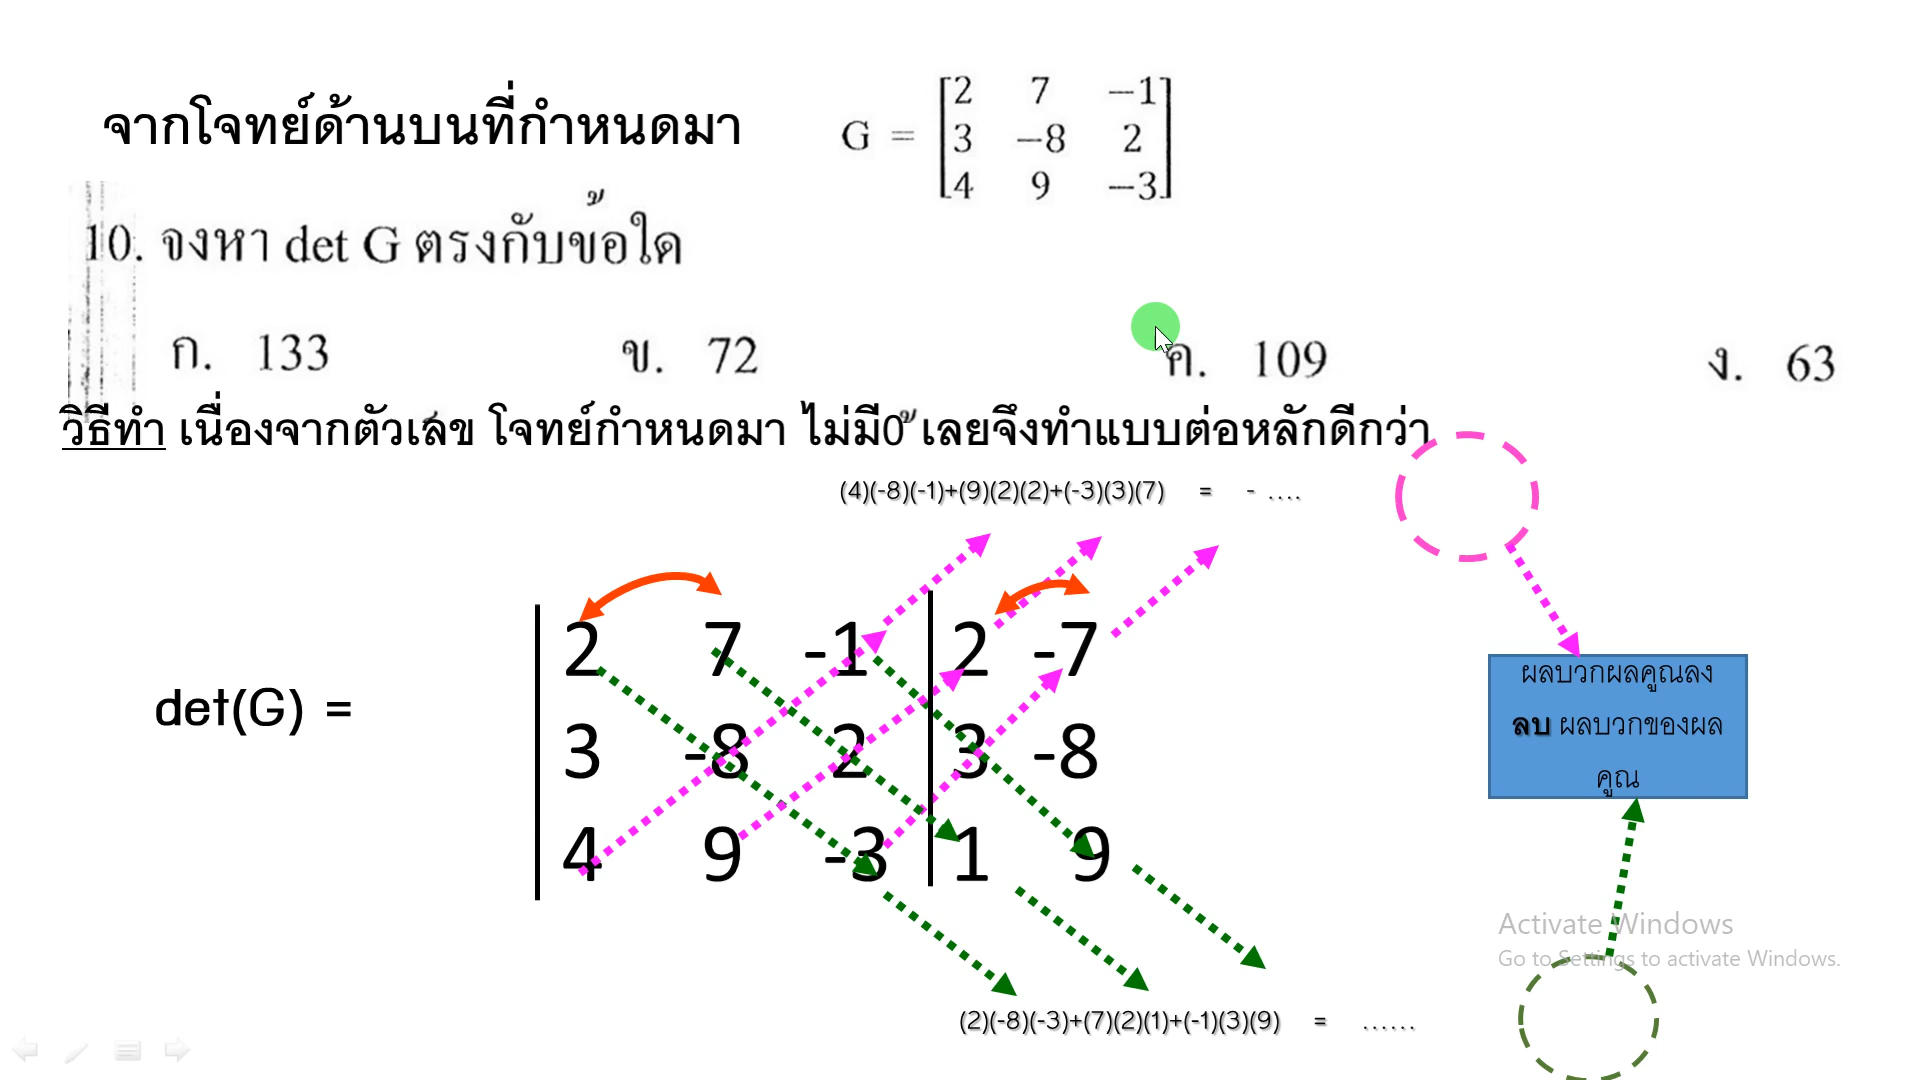 จากโจทย์ด้านบนที่กำหนดมา
G = [2 7 −1
3 −8 2
4 9 −3]
10. จงหา det G ตรงกับข้อใด
ก. 133 ข. 72 ค. 109 ง. 63
วิธีทำ เนื่องจากตัวเลข โจทย์กำหนดมา ไม่มี0 เลยจึงทำแบบต่อหลักดีกว่า
(4)(-8)(-1)+(9)(2)(2)+(-3)(3)(7) = - ....
2 7 -1 2 -7
det(G) =
3 -8 2 3 -8
4 9 -3 1 9
ผลบวกผลคูณลง
ลบ ผลบวกของผล
คูณ
Activate Windows
Go to Settings to activate Windows.
(2)(-8)(-3)+(7)(2)(1)+(-1)(3)(9) = ......